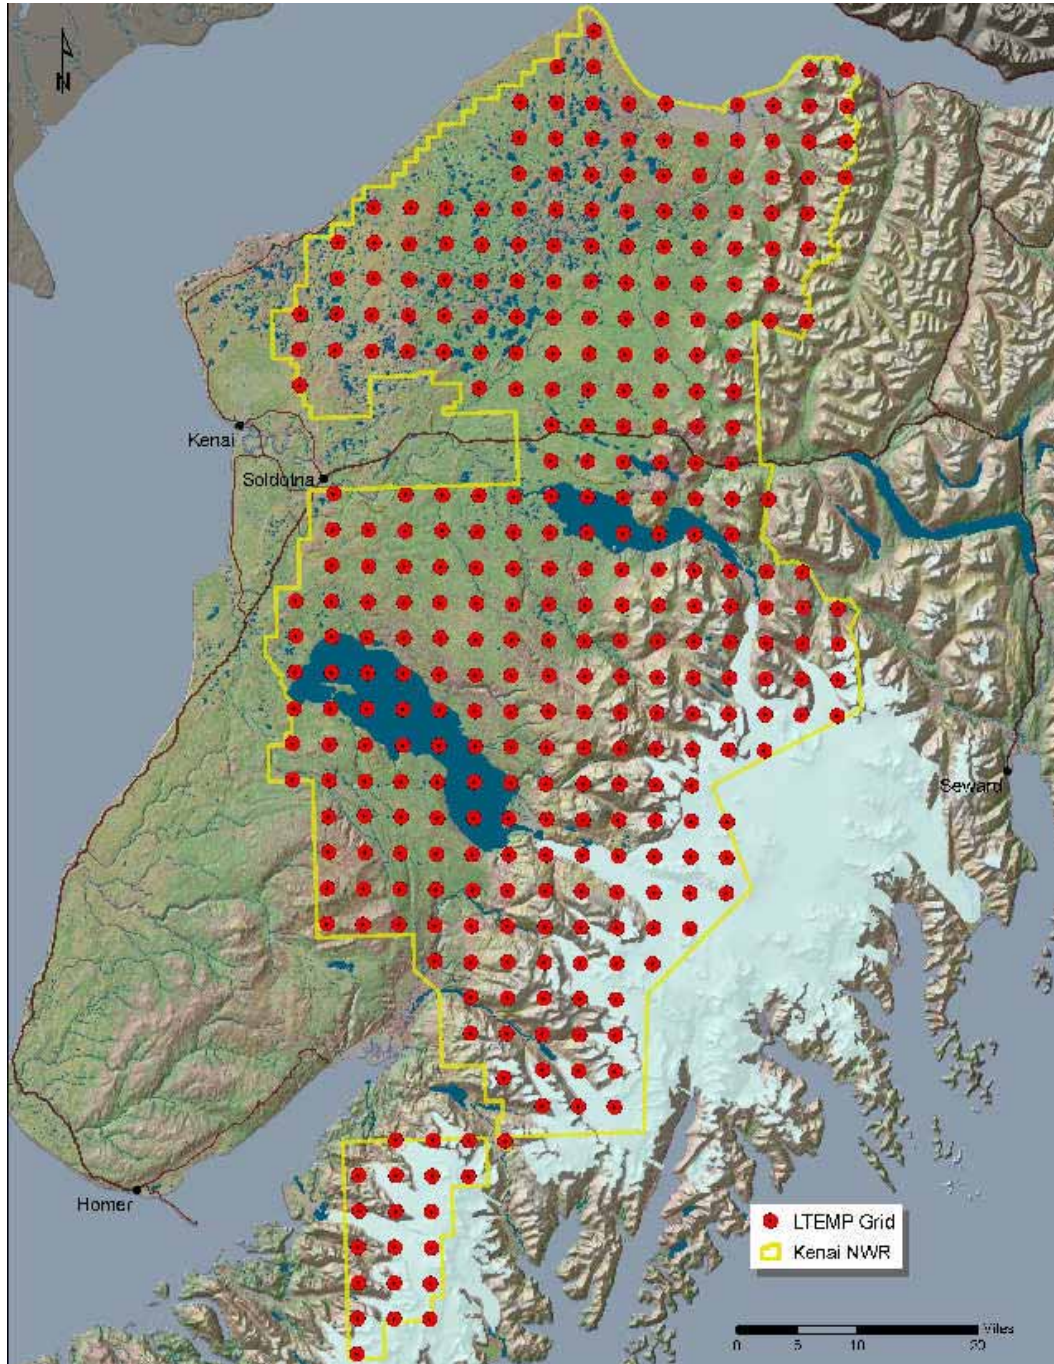 N
Kenai
Soldotna
Seward
Homer
LTEMP Grid
Kenai NWR
Miles
0 5 10 20